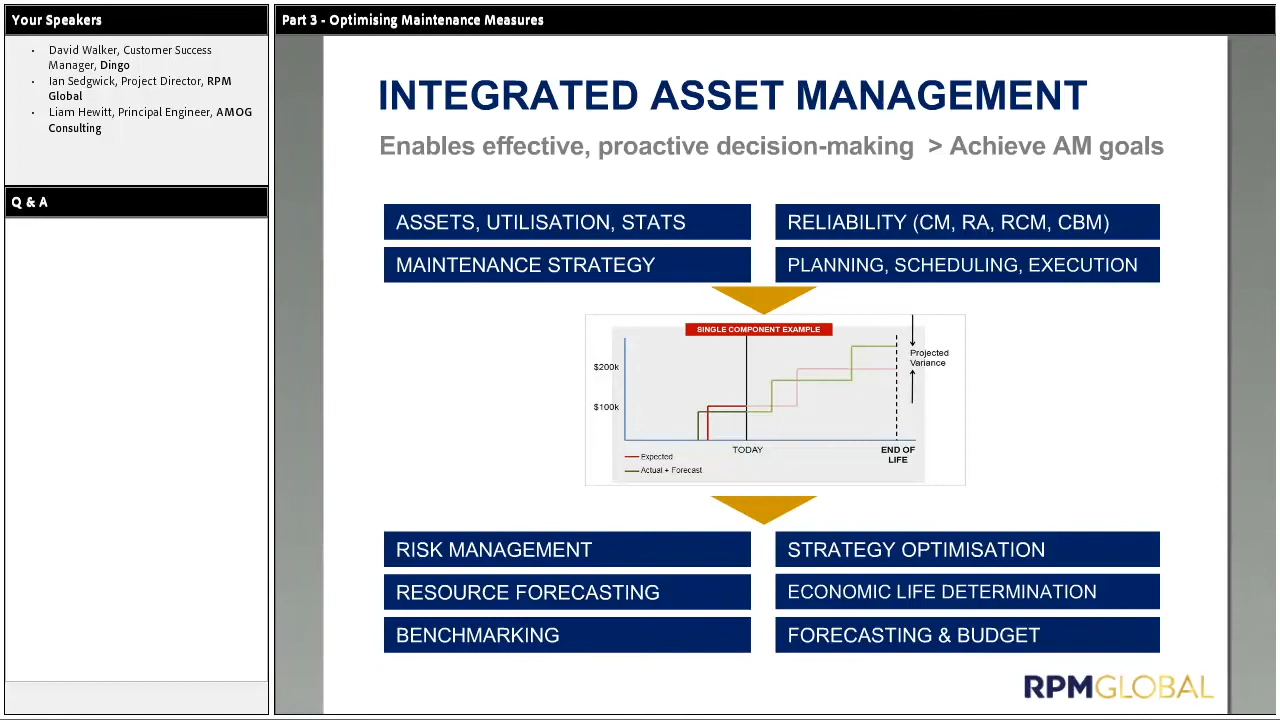 Your Speakers
• David Walker, Customer Success
Manager, Dingo
• Ian Sedgwick, Project Director, RPM
Global
• Liam Hewitt, Principal Engineer, AMOG
Consulting
Q & A
Part 3 - Optimising Maintenance Measures
INTEGRATED ASSET MANAGEMENT
Enables effective, proactive decision-making > Achieve AM goals
ASSETS, UTILISATION, STATS
RELIABILITY (CM, RA, RCM, CBM)
MAINTENANCE STRATEGY
PLANNING, SCHEDULING, EXECUTION
SINGLE COMPONENT EXAMPLE
Projected
Variance
$200k
$100k
TODAY
END OF
LIFE
Expected
Actual + Forecast
RISK MANAGEMENT
STRATEGY OPTIMISATION
RESOURCE FORECASTING
ECONOMIC LIFE DETERMINATION
BENCHMARKING
FORECASTING & BUDGET
RPMGLOBAL